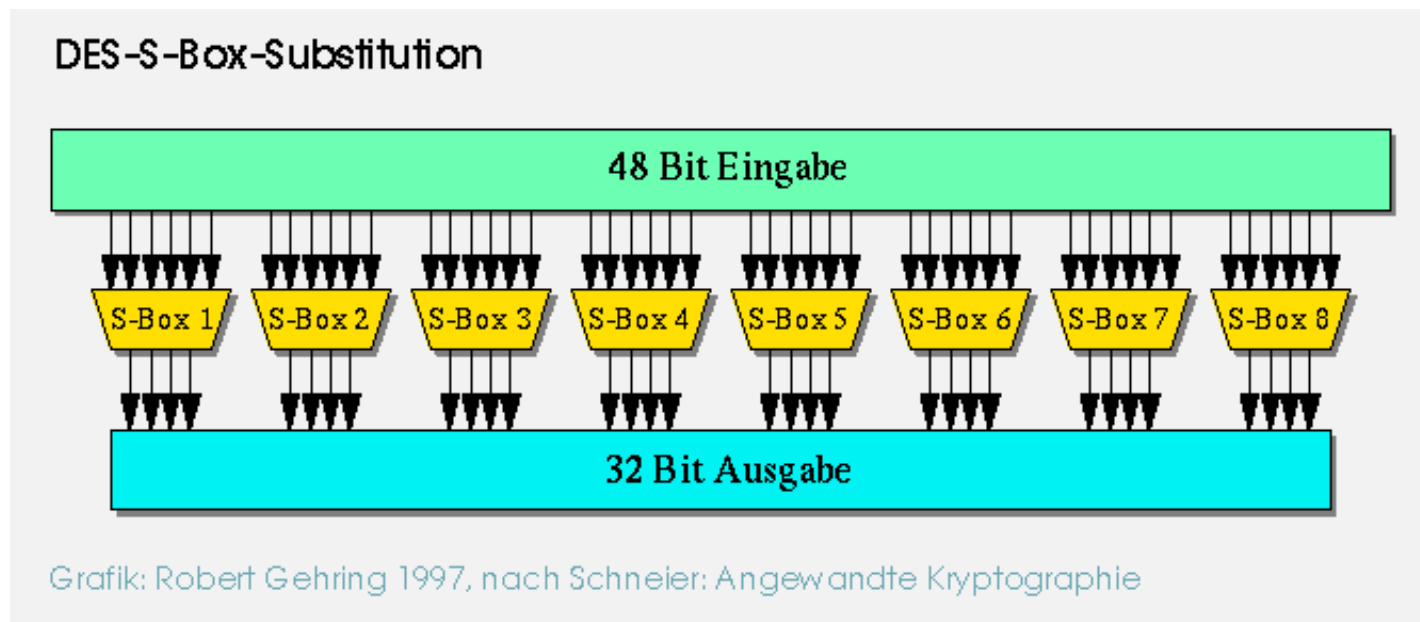 DES-S-Box-Substitution
48 Bit Eingabe
S-Box 1 S-Box 2 S-Box 3 S-Box 4 S-Box 5 S-Box 6 S-Box 7 S-Box 8
32 Bit Ausgabe
Grafik: Robert Gehring 1997, nach Schneier: Angewandte Kryptographie